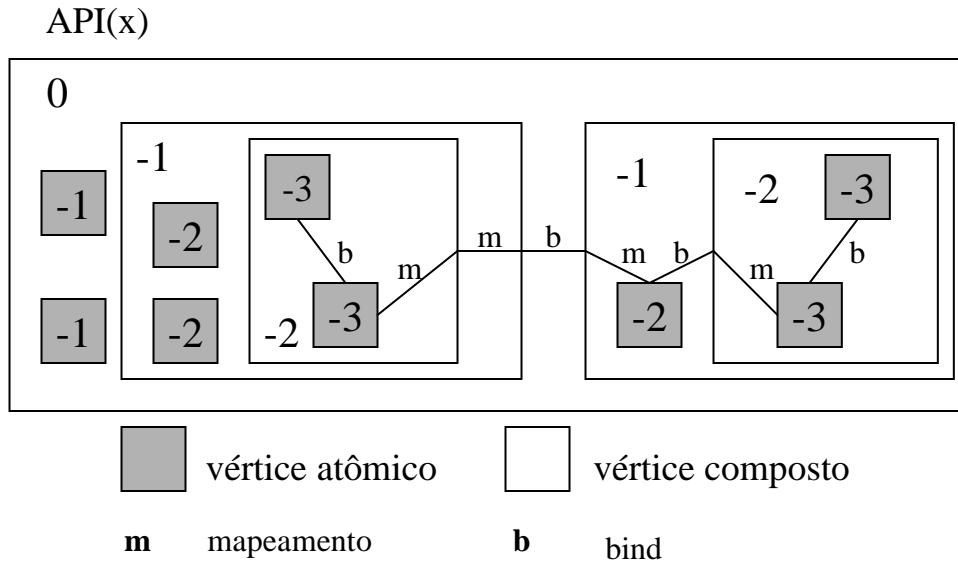 API(x)
0
-1
-3
-1
-2
-3
-1
-2
b
m
m
b
m
b
m
b
-1
-2
-2
-3
-2
-3
vértice atômico
vértice composto
m mapeamento
b bind